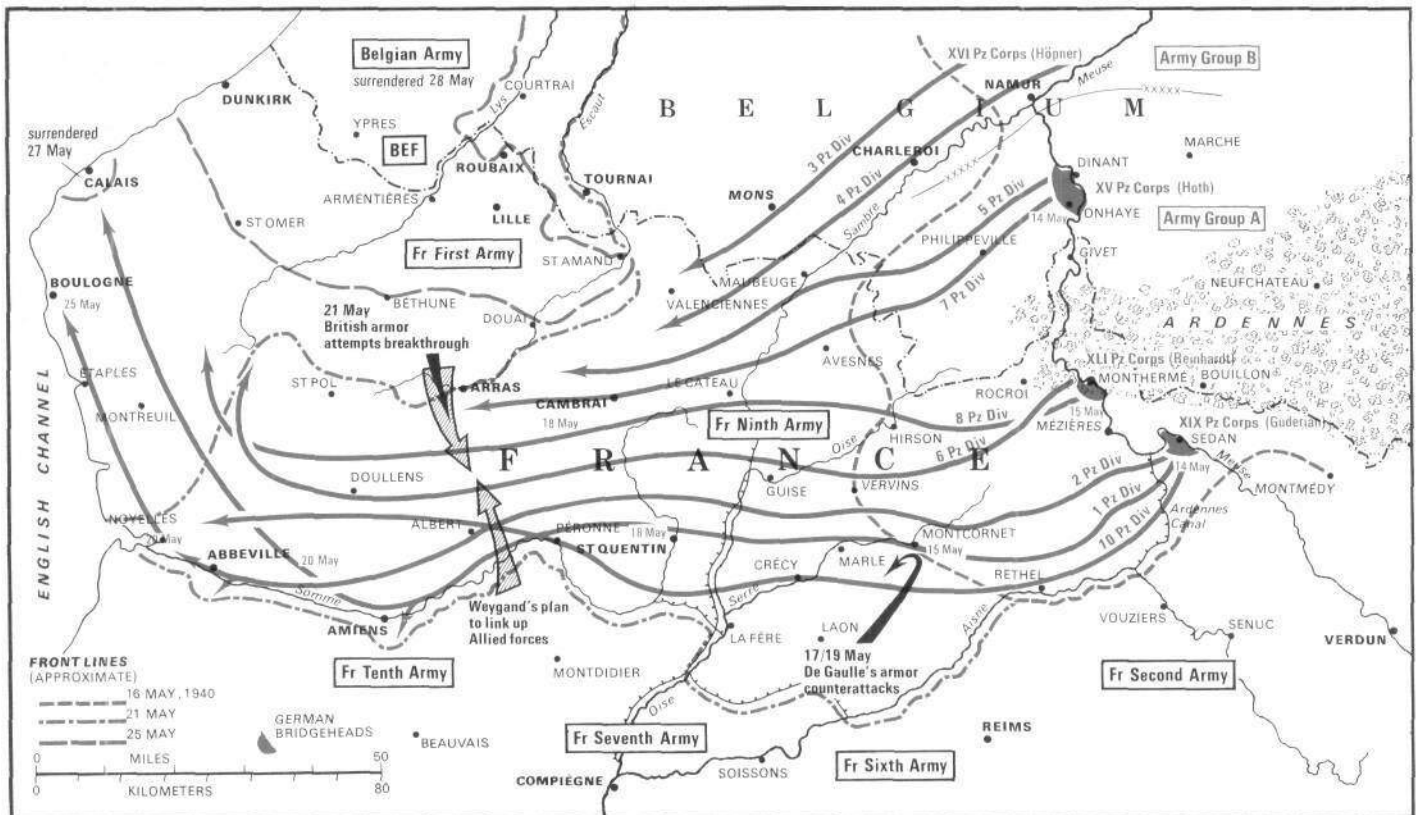 Belgian Army
surrendered 28 May
DUNKIRK
YPRES
BEF
COURTRAI
Lys
Escaut
ROUBAIX
TOURNAI
ARMENTIÈRES
LILLE
surrendered
27 May
CALAIS
ST OMER
Fr First Army
ST AMAND
BOULOGNE
25 May
BÉTHUNE
DOUAI
21 May
British armor
attempts breakthrough
ST POL
ARRAS
ÉTAPLES
MONTREUIL
ENGLISH CHANNEL
BELGIUM
XVI Pz Corps (Höpner)
Army Group B
NAMUR
Meuse
XXXXX
CHARLEROI
XXXXX
MARCHE
DINANT
XV Pz Corps (Hoth)
ONHAYE
14 May
Army Group A
3 Pz Div
4 Pz Div
5 Pz Div
7 Pz Div
MONS
Sambre
PHILIPPEVILLE
GIVET
MAUBEUGE
VALENCIENNES
NEUFCHATEAU
ARDENNES
AVESNES
LE CATEAU
CAMBRAI
18 May
XLI Pz Corps (Reinhardt)
MONTHERMÉ
BOUILLON
ROCROI
15 May
MÉZIÈRES
XIX Pz Corps (Guderian)
SEDAN
14 May
Meuse
MONTMÉDY
Fr Ninth Army
8 Pz Div
HIRSON
Oise
6 Pz Div
FRANCE
GUISE
VERVINS
2 Pz Div
1 Pz Div
10 Pz Div
Ardennes
Canal
DOULLENS
NOYELLES
20 May
ALBERT
PÉRONNE
18 May
ST QUENTIN
MONTCORNET
15 May
MARLE
CRÉCY
Serre
RETHEL
Aisne
ABBEVILLE
20 May
Somme
AMIENS
Weygand's plan
to link up
Allied forces
LA FÈRE
LAON
VOUZIERS
SENUC
VERDUN
17/19 May
De Gaulle's armor
counterattacks
Fr Tenth Army
MONTDIDIER
Fr Second Army
Oise
Fr Seventh Army
REIMS
BEAUVAIS
COMPIÈGNE
SOISSONS
Fr Sixth Army
FRONT LINES
(APPROXIMATE)
16 MAY, 1940
21 MAY
25 MAY
GERMAN
BRIDGEHEADS
0 MILES 50
0 KILOMETERS 80